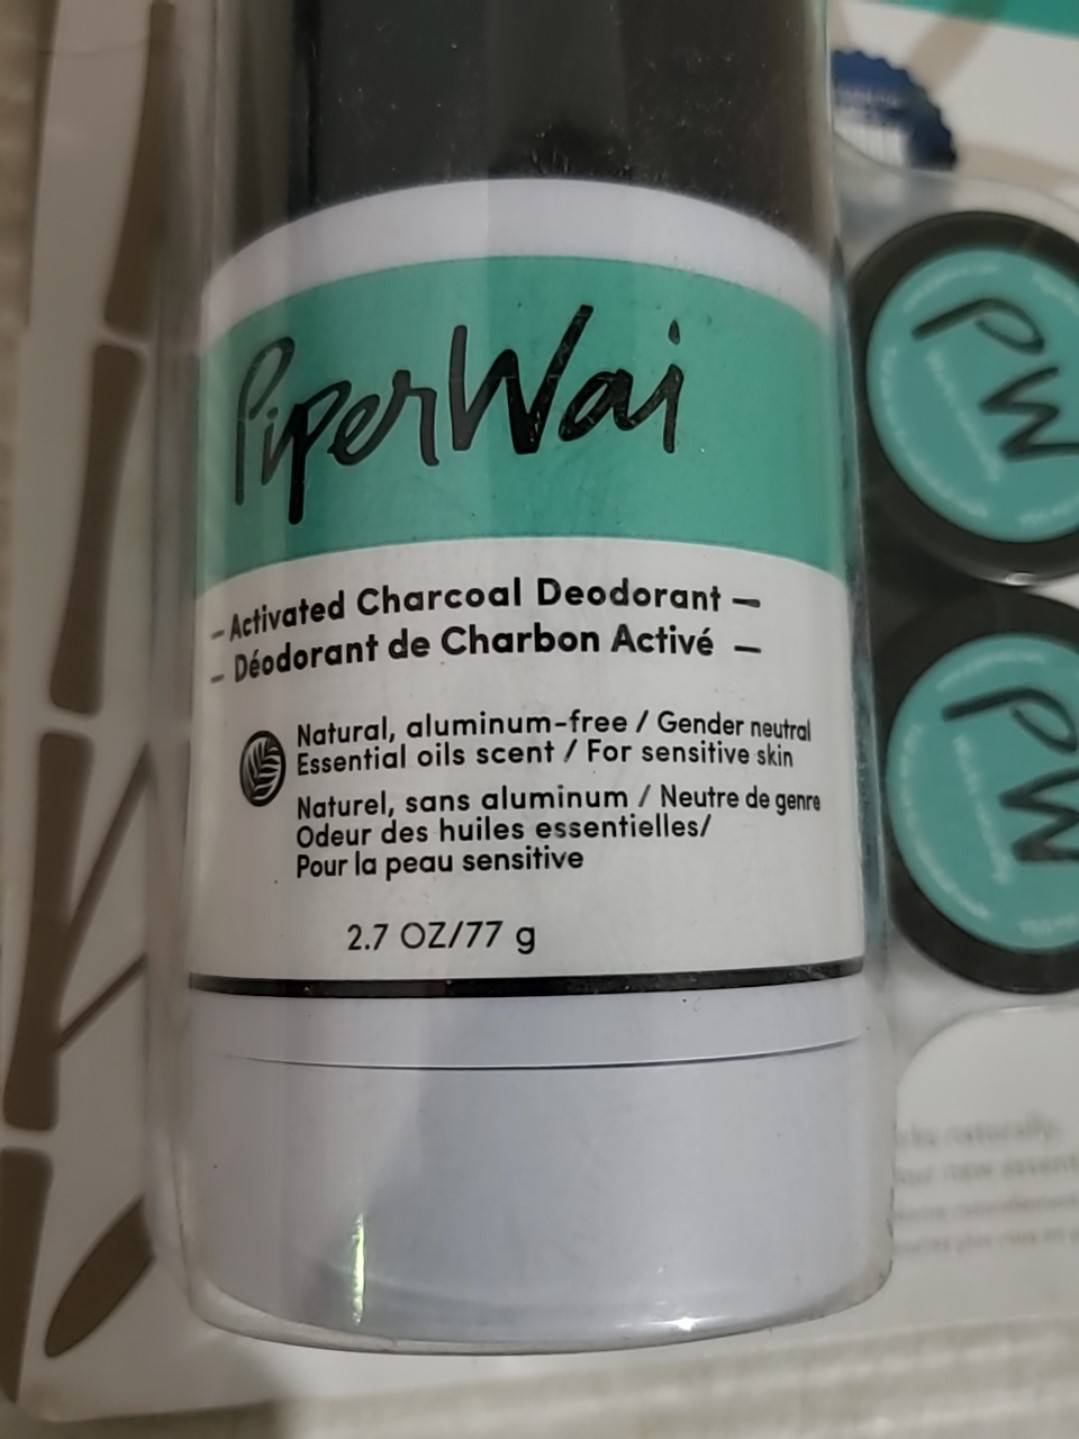 PiperWai
– Activated Charcoal Deodorant –
– Déodorant de Charbon Activé –
Natural, aluminum-free / Gender neutral
Essential oils scent / For sensitive skin
Naturel, sans aluminum / Neutre de genre
Odeur des huiles essentielles/
Pour la peau sensitive
2.7 OZ/77 g
PW
PW
naturally.